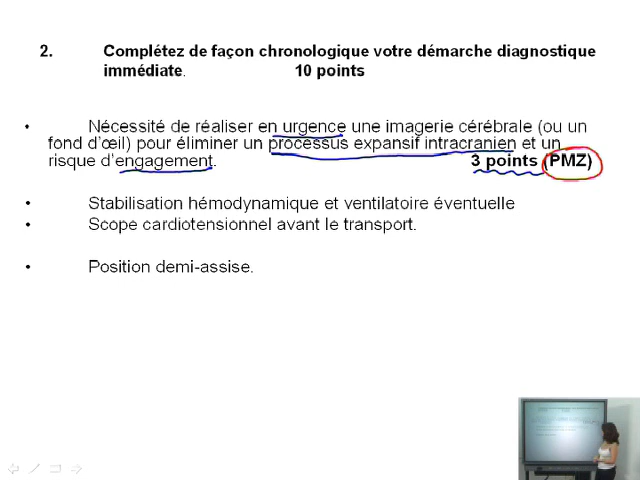 2. Complétez de façon chronologique votre démarche diagnostique
immédiate. 10 points
• Nécessité de réaliser en urgence une imagerie cérébrale (ou un
fond d'œil) pour éliminer un processus expansif intracranien et un
risque d'engagement. 3 points (PMZ)
• Stabilisation hémodynamique et ventilatoire éventuelle
• Scope cardiotensionnel avant le transport.
• Position demi-assise.